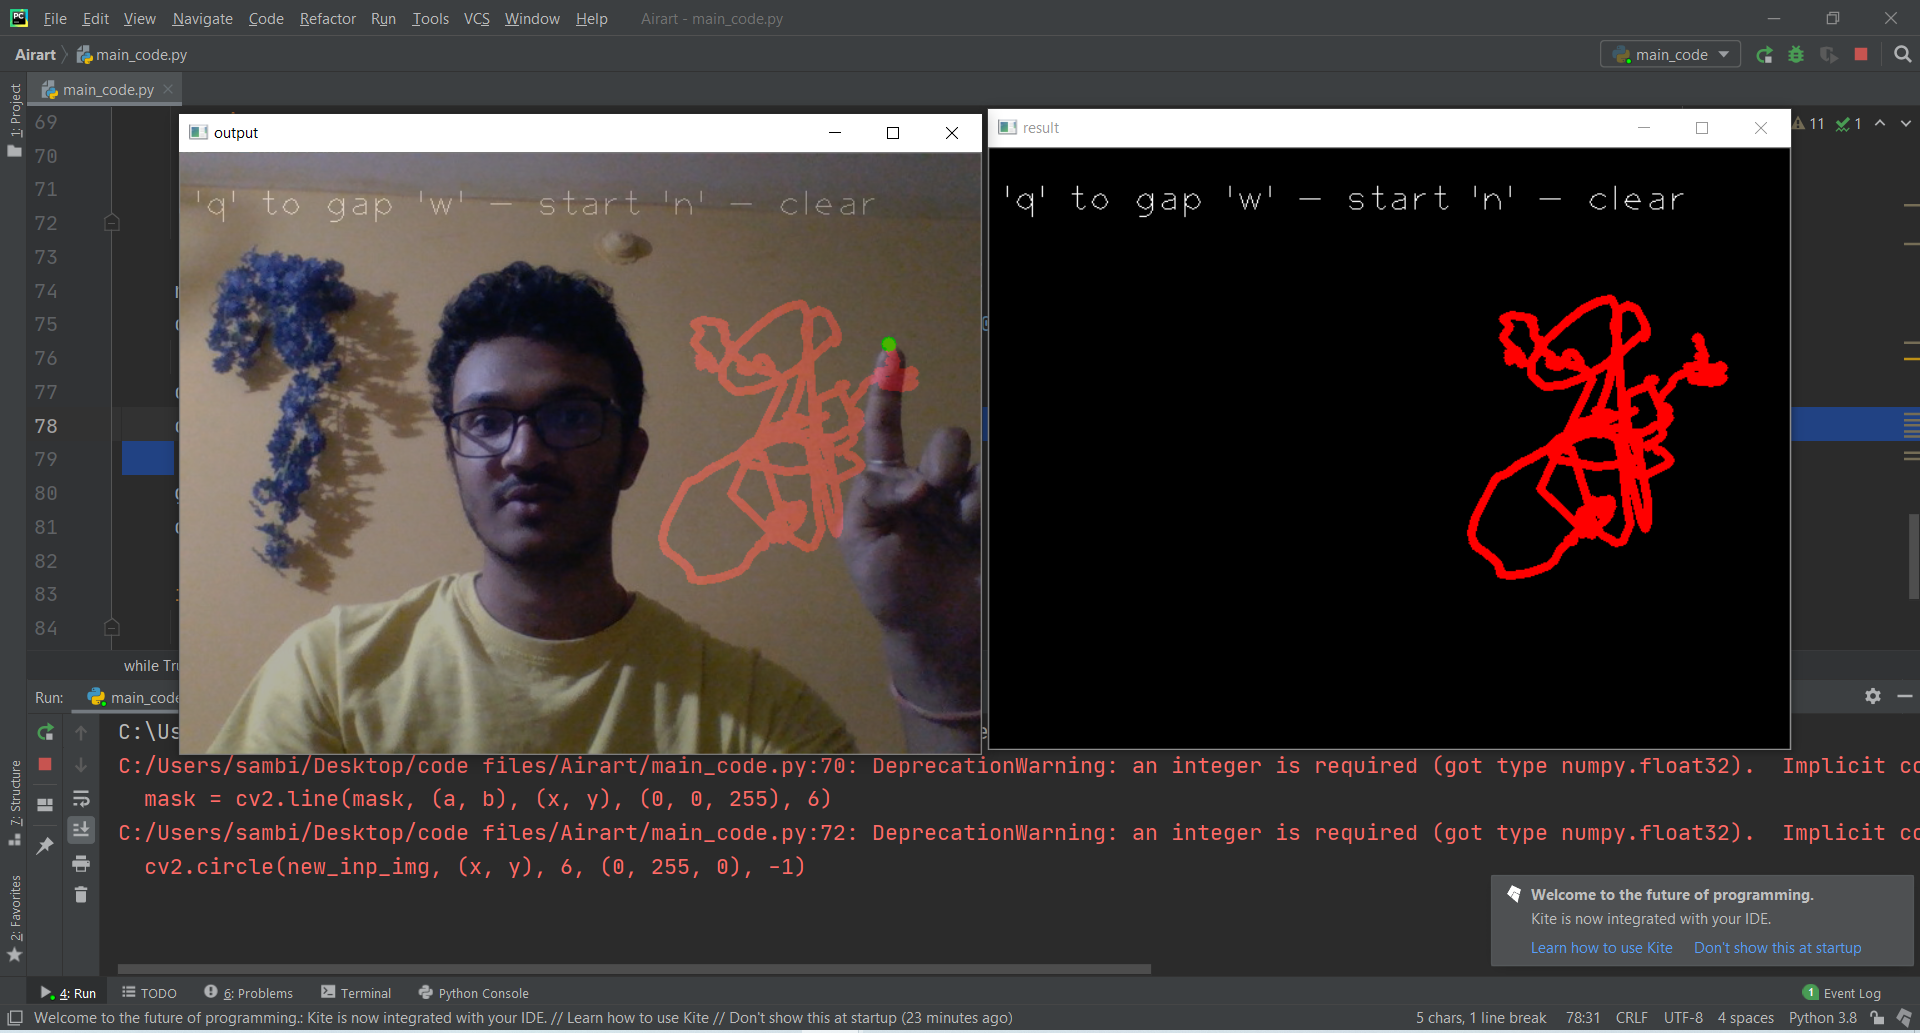 File Edit View Navigate Code Refactor Run Tools VCS Window Help Airart - main_code.py
Airart main_code.py main_code
1: Project
main_code.py
69
70
71
72
73
74
75
76
77
78
79
80
81
82
83
84
11 1
output
'q' to gap 'w' - start 'n' - clear
result
'q' to gap 'w' - start 'n' - clear
while Tru
Run: main_code
C:\Us
C:/Users/sambi/Desktop/code files/Airart/main_code.py:70: DeprecationWarning: an integer is required (got type numpy.float32). Implicit co
mask = cv2.line(mask, (a, b), (x, y), (0, 0, 255), 6)
C:/Users/sambi/Desktop/code files/Airart/main_code.py:72: DeprecationWarning: an integer is required (got type numpy.float32). Implicit co
cv2.circle(new_inp_img, (x, y), 6, (0, 255, 0), -1)
7: Structure
2: Favorites
Welcome to the future of programming.
Kite is now integrated with your IDE.
Learn how to use Kite Don't show this at startup
4: Run TODO 6: Problems Terminal Python Console 1 Event Log
Welcome to the future of programming.: Kite is now integrated with your IDE. // Learn how to use Kite // Don't show this at startup (23 minutes ago) 5 chars, 1 line break 78:31 CRLF UTF-8 4 spaces Python 3.8